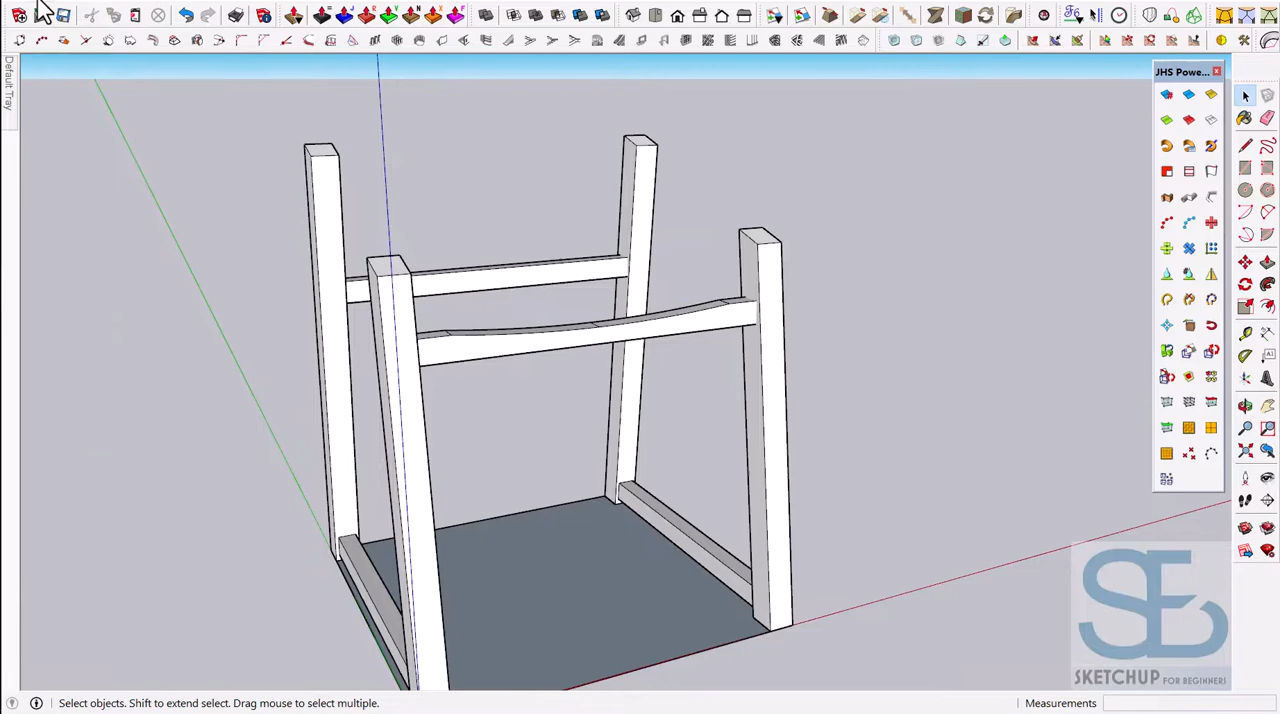 Default Tray
JHS Powe...
SE
SKETCHUP FOR BEGINNERS
Select objects. Shift to extend select. Drag mouse to select multiple.
Measurements